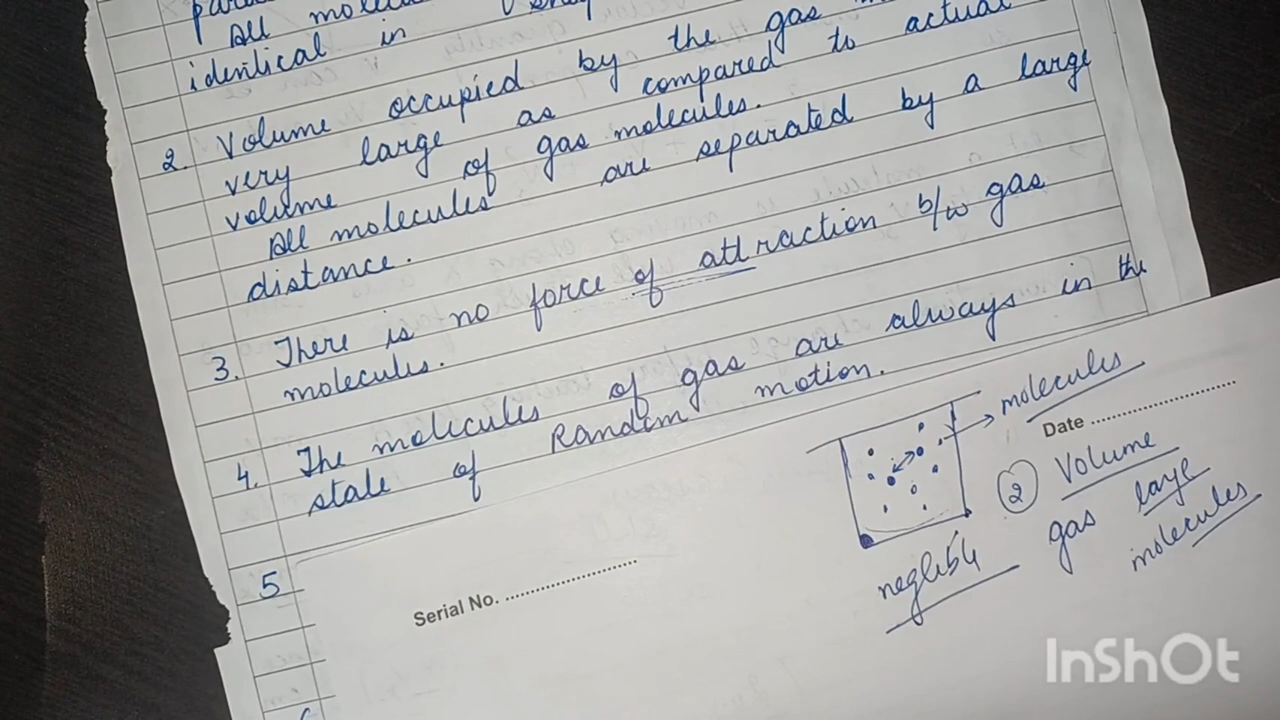 All
identical in
2. Volume occupied by the gas
very large as compared to actual
volume of gas molecules.
All molecules are separated by a large
distance.
3. There is no force of attraction b/w gas
molecules.
4. The molecules of gas are always in the
state of Random motion.
5
Serial No. ....................
molecules
Date ....................
② Volume
gas large
molecules
InShOt